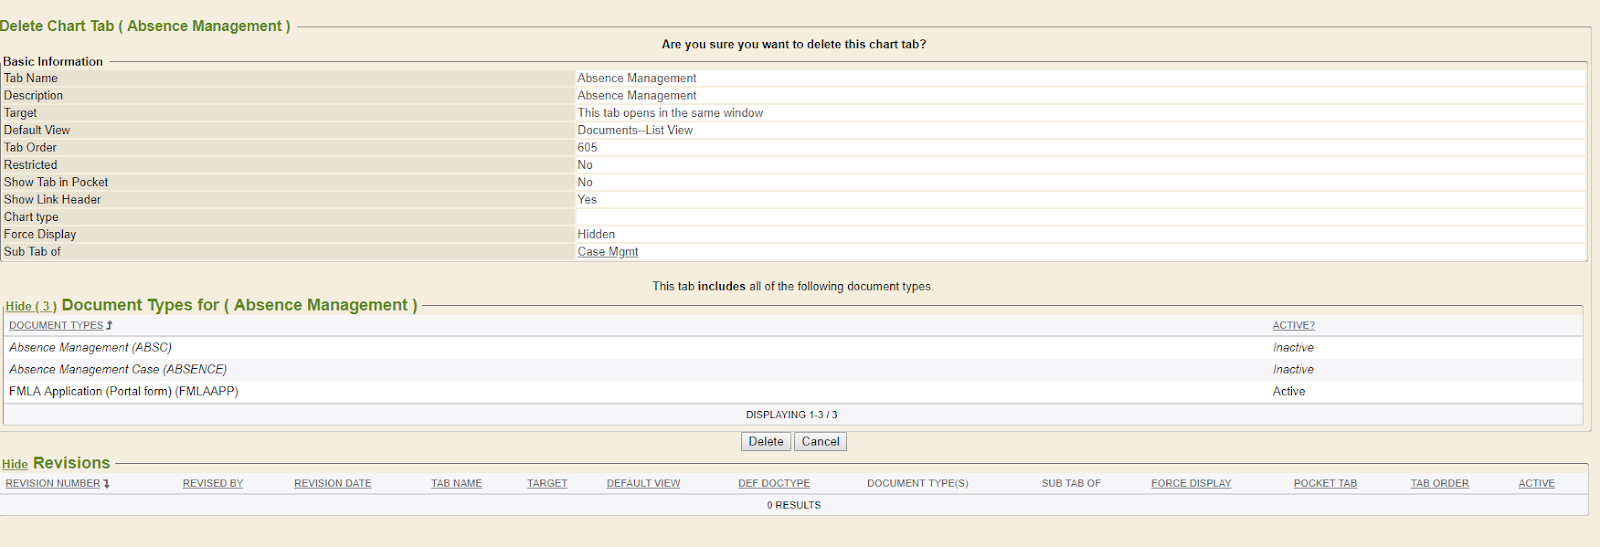 Delete Chart Tab ( Absence Management )
Are you sure you want to delete this chart tab?
Basic Information
Tab Name Absence Management
Description Absence Management
Target This tab opens in the same window
Default View Documents--List View
Tab Order 605
Restricted No
Show Tab in Pocket No
Show Link Header Yes
Chart type
Force Display Hidden
Sub Tab of Case Mgmt
This tab includes all of the following document types.
Hide ( 3 ) Document Types for ( Absence Management )
DOCUMENT TYPES ACTIVE?
Absence Management (ABSC) Inactive
Absence Management Case (ABSENCE) Inactive
FMLA Application (Portal form) (FMLAAPP) Active
DISPLAYING 1-3 / 3
Delete Cancel
Hide Revisions
REVISION NUMBER REVISED BY REVISION DATE TAB NAME TARGET DEFAULT VIEW DEF DOCTYPE DOCUMENT TYPE(S) SUB TAB OF FORCE DISPLAY POCKET TAB TAB ORDER ACTIVE
0 RESULTS